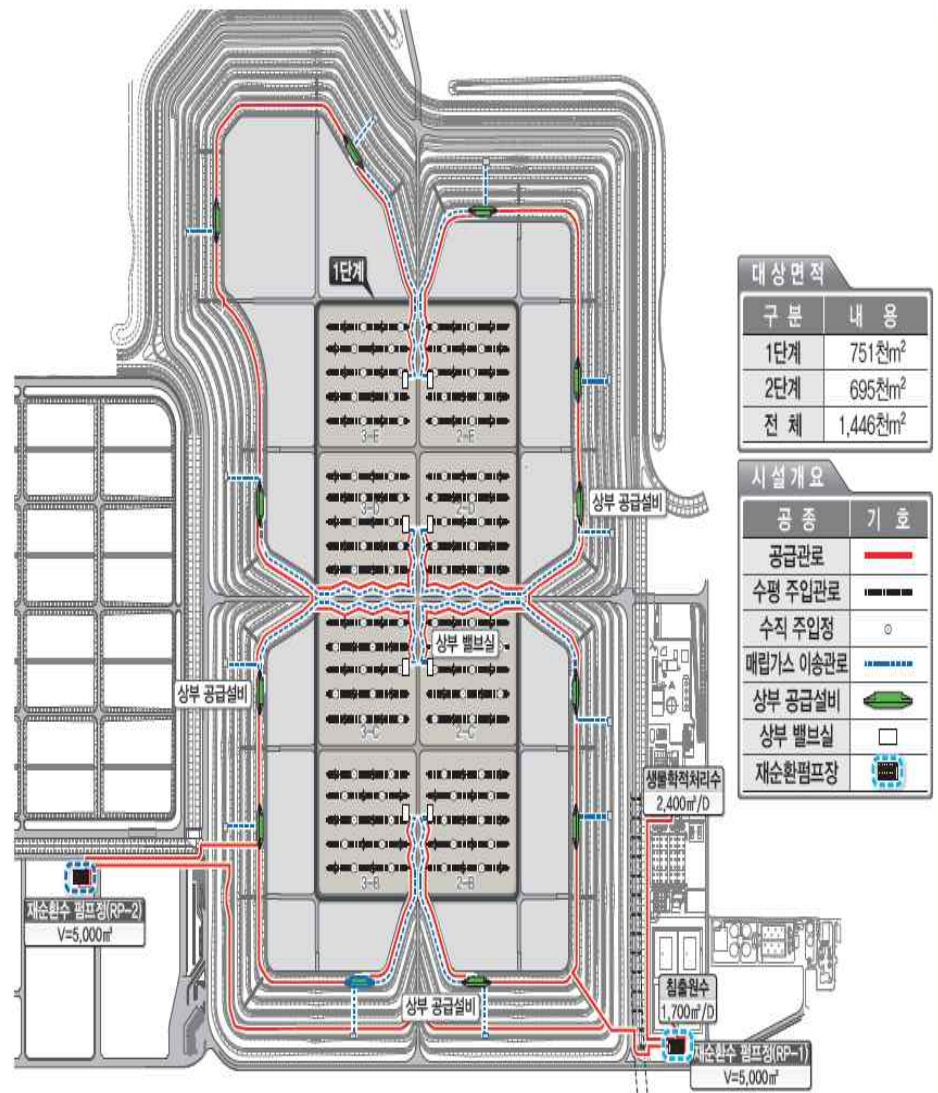 1단계
3-E
2-E
3-D
2-D
상부 공급설비
상부 밸브실
상부 공급설비
3-C
2-C
생물학적처리수
2,400㎥/D
3-B
2-B
재순환수 펌프정(RP-2)
V=5,000㎥
상부 공급설비
침출원수
1,700㎥/D
재순환수 펌프정(RP-1)
V=5,000㎥
대상면적
구 분 내 용
1단계 751천m²
2단계 695천m²
전 체 1,446천m²
시설개요
공 종 기 호
공급관로
수평 주입관로
수직 주입정
매립가스 이송관로
상부 공급설비
상부 밸브실
재순환펌프장